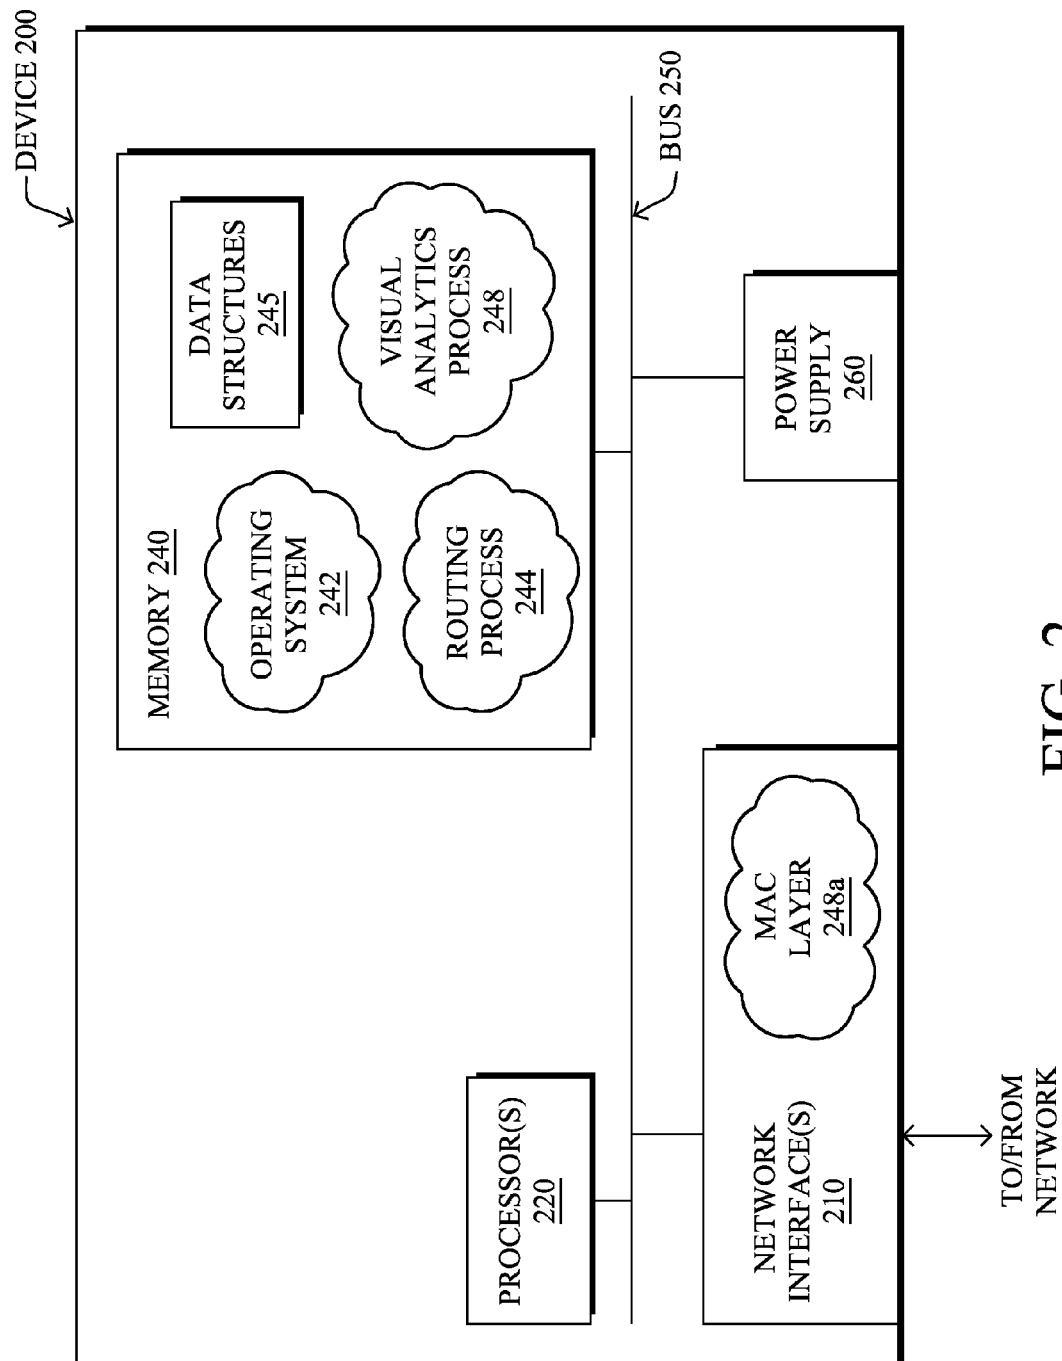 DEVICE 200
MEMORY 240
OPERATING
SYSTEM
242
DATA
STRUCTURES
245
ROUTING
PROCESS
244
VISUAL
ANALYTICS
PROCESS
248
PROCESSOR(S)
220
BUS 250
NETWORK
INTERFACE(S)
210
MAC
LAYER
248a
POWER
SUPPLY
260
TO/FROM
NETWORK
FIG. 2